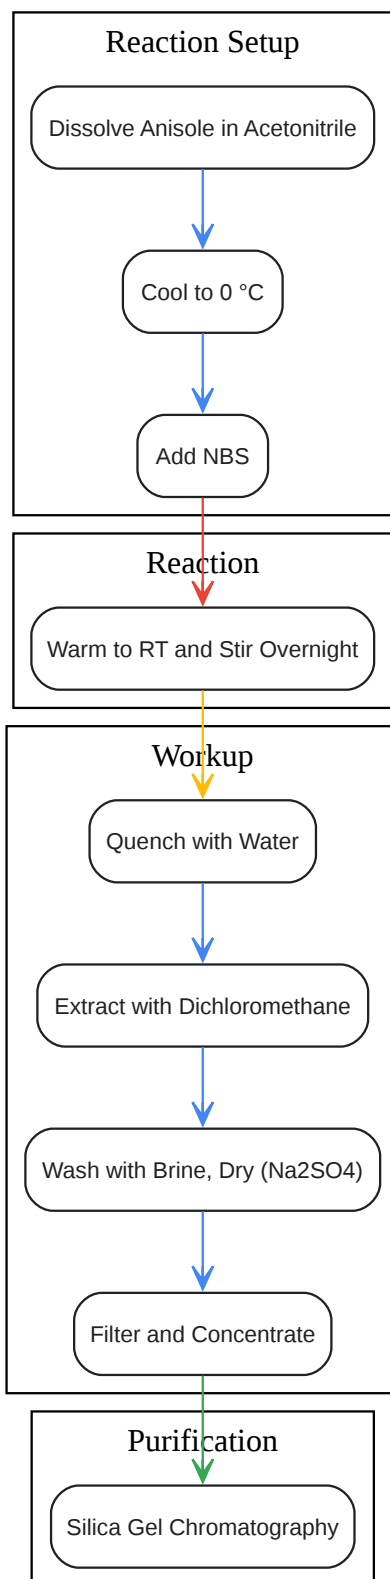 Reaction Setup
Dissolve Anisole in Acetonitrile
Cool to 0 °C
Add NBS
Reaction
Warm to RT and Stir Overnight
Workup
Quench with Water
Extract with Dichloromethane
Wash with Brine, Dry (Na2SO4)
Filter and Concentrate
Purification
Silica Gel Chromatography